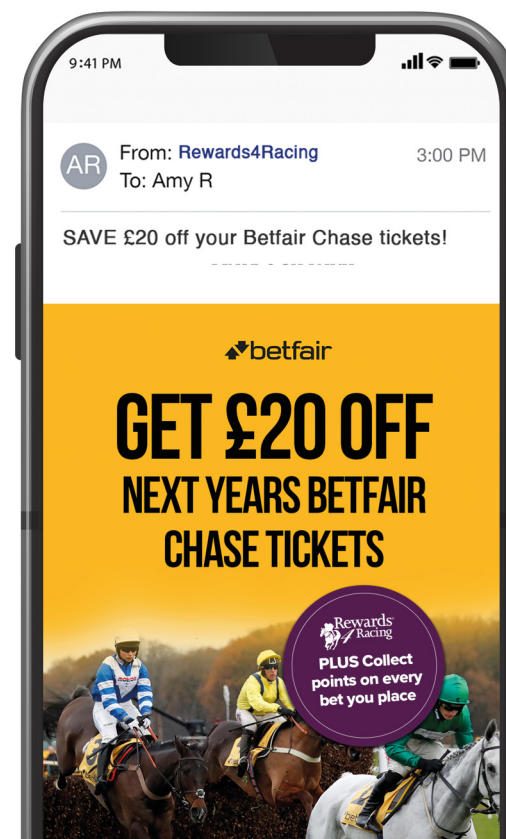 9:41 PM
AR
From: Rewards4Racing
3:00 PM
To: Amy R
SAVE £20 off your Betfair Chase tickets!
betfair
GET £20 OFF
NEXT YEARS BETFAIR
CHASE TICKETS
Rewards
4 Racing
PLUS Collect
points on every
bet you place